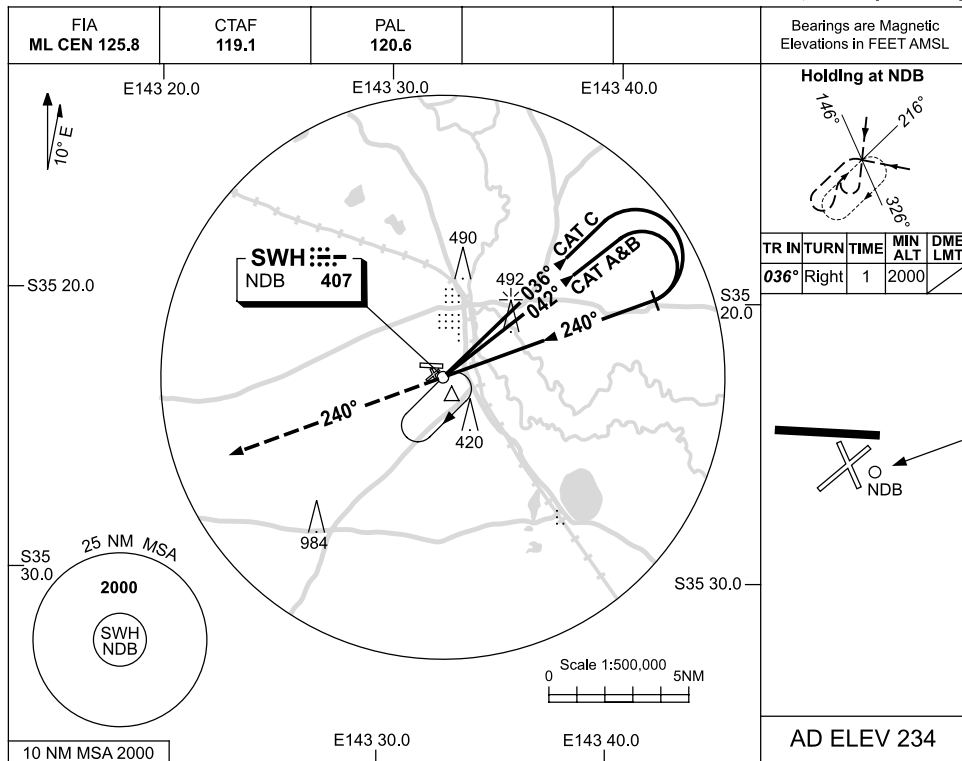 FIA
ML CEN 125.8
CTAF
119.1
PAL
120.6
Bearings are Magnetic
Elevations in FEET AMSL
E143 20.0
E143 30.0
E143 40.0
10° E
Holding at NDB
146°
216°
326°
TR IN TURN TIME MIN ALT DME LMT
036° Right 1 2000
SWH
NDB 407
490
492
CAT C
036°
CAT A&B
042°
240°
S35 20.0
S35
20.0
240°
420
984
NDB
S35
30.0
25 NM MSA
2000
SWH
NDB
S35 30.0
Scale 1:500,000
0 5NM
E143 30.0
E143 40.0
10 NM MSA 2000
AD ELEV 234